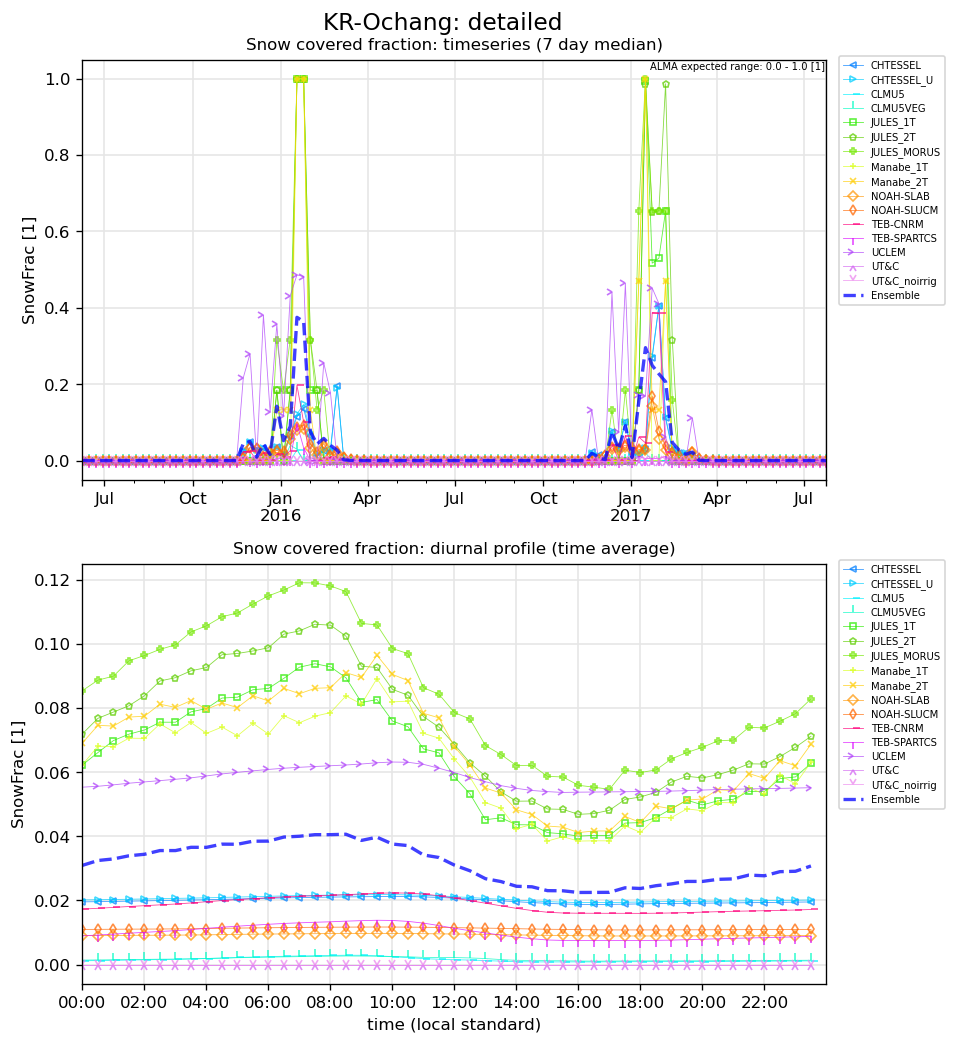 KR-Ochang: detailed
Snow covered fraction: timeseries (7 day median)
ALMA expected range: 0.0 - 1.0 [1]
SnowFrac [1]
1.0
0.8
0.6
0.4
0.2
0.0
Jul
Oct
Jan
2016
Apr
Jul
Oct
Jan
2017
Apr
Jul
CHTESSEL
CHTESSEL_U
CLMU5
CLMU5VEG
JULES_1T
JULES_2T
JULES_MORUS
Manabe_1T
Manabe_2T
NOAH-SLAB
NOAH-SLUCM
TEB-CNRM
TEB-SPARTCS
UCLEM
UT&C
UT&C_noirrig
Ensemble
Snow covered fraction: diurnal profile (time average)
SnowFrac [1]
0.12
0.10
0.08
0.06
0.04
0.02
0.00
00:00
02:00
04:00
06:00
08:00
10:00
12:00
14:00
16:00
18:00
20:00
22:00
time (local standard)
CHTESSEL
CHTESSEL_U
CLMU5
CLMU5VEG
JULES_1T
JULES_2T
JULES_MORUS
Manabe_1T
Manabe_2T
NOAH-SLAB
NOAH-SLUCM
TEB-CNRM
TEB-SPARTCS
UCLEM
UT&C
UT&C_noirrig
Ensemble